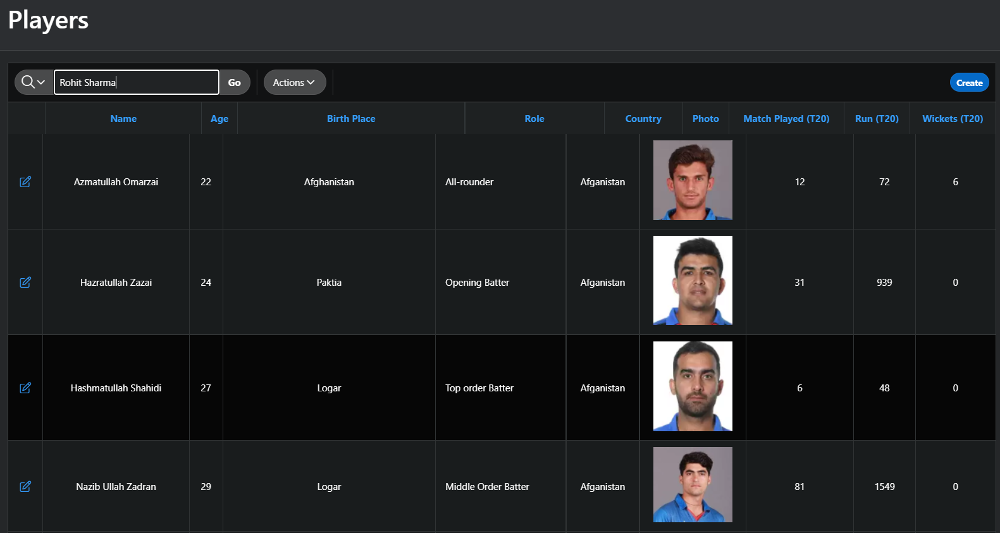 Players
Rohit Sharma Go Actions Create
Name Age Birth Place Role Country Photo Match Played (T20) Run (T20) Wickets (T20)
Azmatullah Omarzai 22 Afghanistan All-rounder Afganistan 12 72 6
Hazratullah Zazai 24 Paktia Opening Batter Afganistan 31 939 0
Hashmatullah Shahidi 27 Logar Top order Batter Afganistan 6 48 0
Nazib Ullah Zadran 29 Logar Middle Order Batter Afganistan 81 1549 0